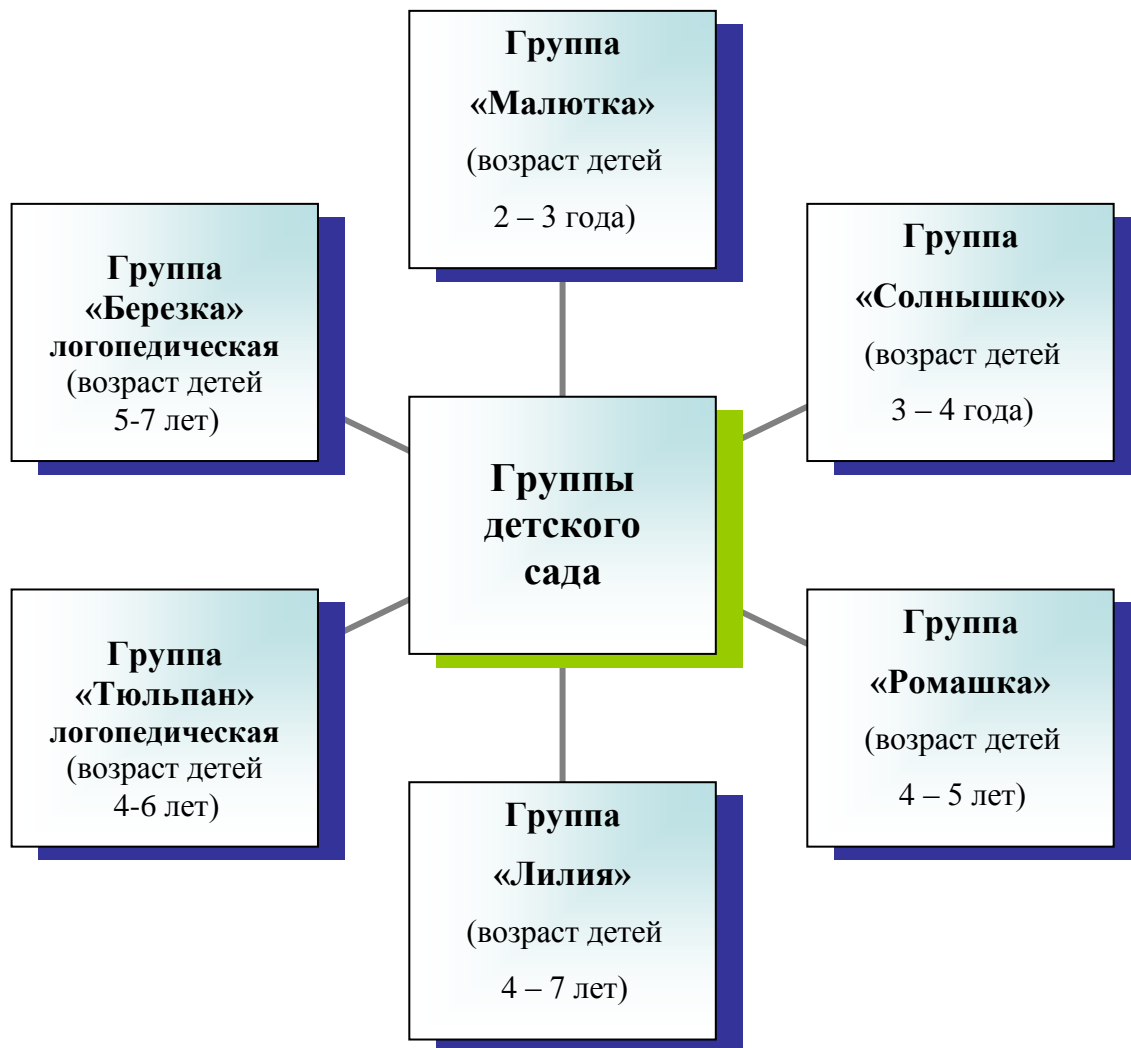 Группа
«Малютка»
(возраст детей
2 – 3 года)
Группа
«Солнышко»
(возраст детей
3 – 4 года)
Группа
«Березка»
логопедическая
(возраст детей
5-7 лет)
Группы
детского
сада
Группа
«Ромашка»
(возраст детей
4 – 5 лет)
Группа
«Тюльпан»
логопедическая
(возраст детей
4-6 лет)
Группа
«Лилия»
(возраст детей
4 – 7 лет)